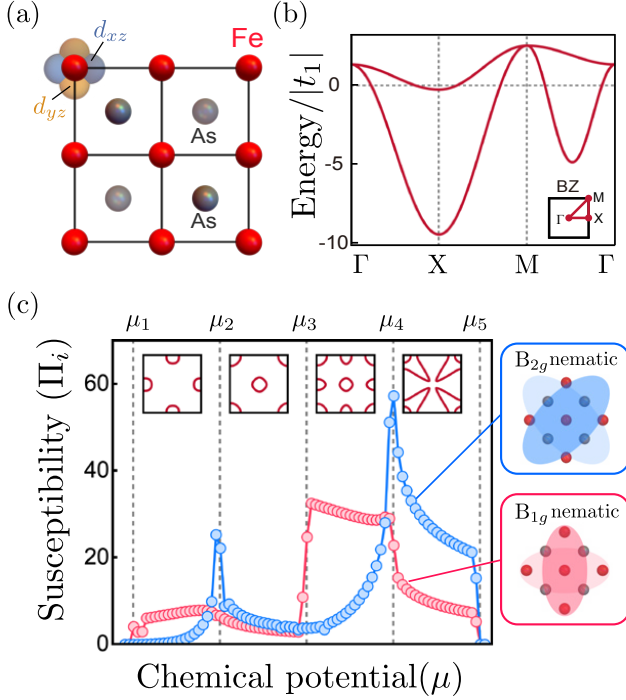 (a)
d_xz
Fe
d_yz
As
As
(b)
Energy/|t_1|
0
-5
-10
Γ
X
M
Γ
BZ
M
Γ
X
(c)
μ_1
μ_2
μ_3
μ_4
μ_5
Susceptibility (Π_i)
60
40
20
0
Chemical potential(μ)
B_2g nematic
B_1g nematic